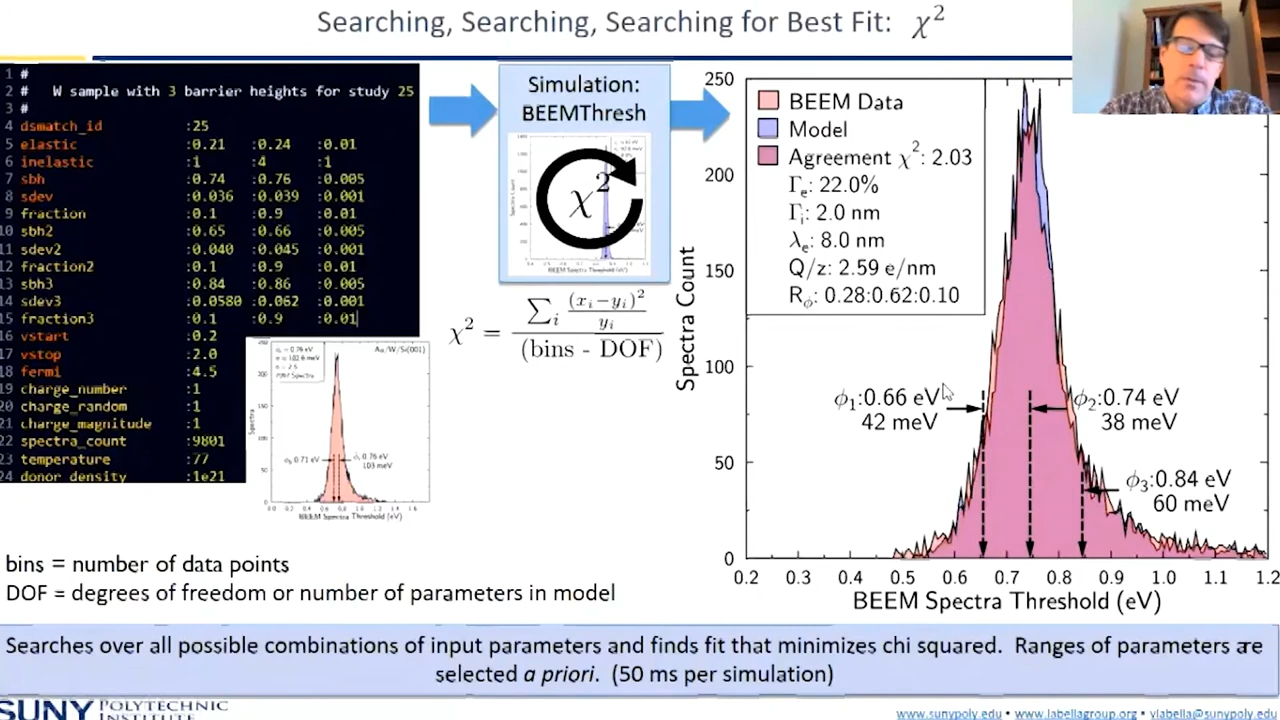 Searching, Searching, Searching for Best Fit: χ²
1 #
2 # W sample with 3 barrier heights for study 25
3 #
4 dsmatch_id :25
5 elastic :0.21 :0.24 :0.01
6 inelastic :1 :4 :1
7 sbh :0.74 :0.76 :0.005
8 sdev :0.036 :0.039 :0.001
9 fraction :0.1 :0.9 :0.01
10 sbh2 :0.65 :0.66 :0.005
11 sdev2 :0.040 :0.045 :0.001
12 fraction2 :0.1 :0.9 :0.01
13 sbh3 :0.84 :0.86 :0.005
14 sdev3 :0.0580 :0.062 :0.001
15 fraction3 :0.1 :0.9 :0.01
16 vstart :0.2
17 vstop :2.0
18 fermi :4.5
19 charge_number :1
20 charge_random :1
21 charge_magnitude :1
22 spectra_count :9801
23 temperature :77
24 donor_density :1e21
Simulation:
BEEMThresh
χ²
χ² = Σᵢ (xᵢ−yᵢ)²/yᵢ
(bins - DOF)
Spectra
BEEM Spectra Threshold (eV)
0.71 eV
0.76 eV
103 meV
250
200
150
100
50
0
Spectra Count
BEEM Data
Model
Agreement χ²: 2.03
Γe: 22.0%
Γi: 2.0 nm
λe: 8.0 nm
Q/z: 2.59 e/nm
Rϕ: 0.28:0.62:0.10
ϕ1:0.66 eV
42 meV
ϕ2:0.74 eV
38 meV
ϕ3:0.84 eV
60 meV
0.2 0.3 0.4 0.5 0.6 0.7 0.8 0.9 1.0 1.1 1.2
BEEM Spectra Threshold (eV)
bins = number of data points
DOF = degrees of freedom or number of parameters in model
Searches over all possible combinations of input parameters and finds fit that minimizes chi squared. Ranges of parameters are
selected a priori. (50 ms per simulation)
SUNY POLYTECHNIC
INSTITUTE
www.sunypoly.edu • www.labellagroup.org • vlabella@sunypoly.edu